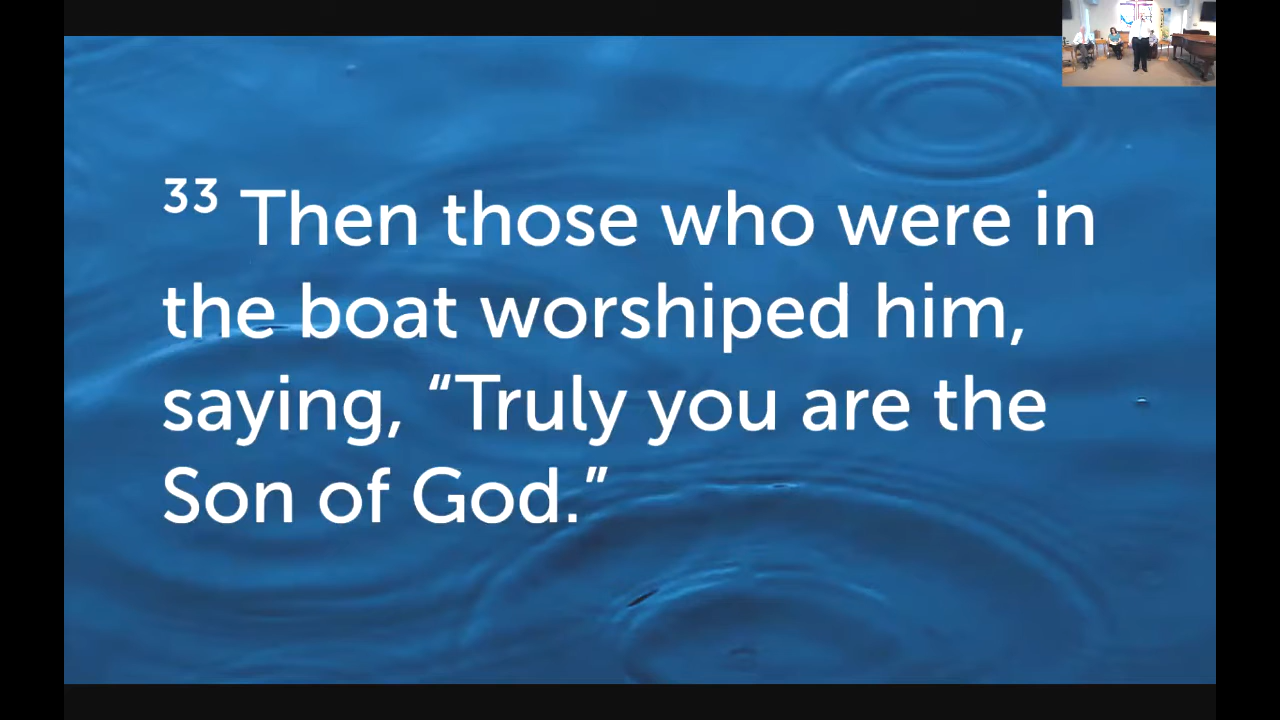 33 Then those who were in
the boat worshiped him,
saying, “Truly you are the
Son of God.”